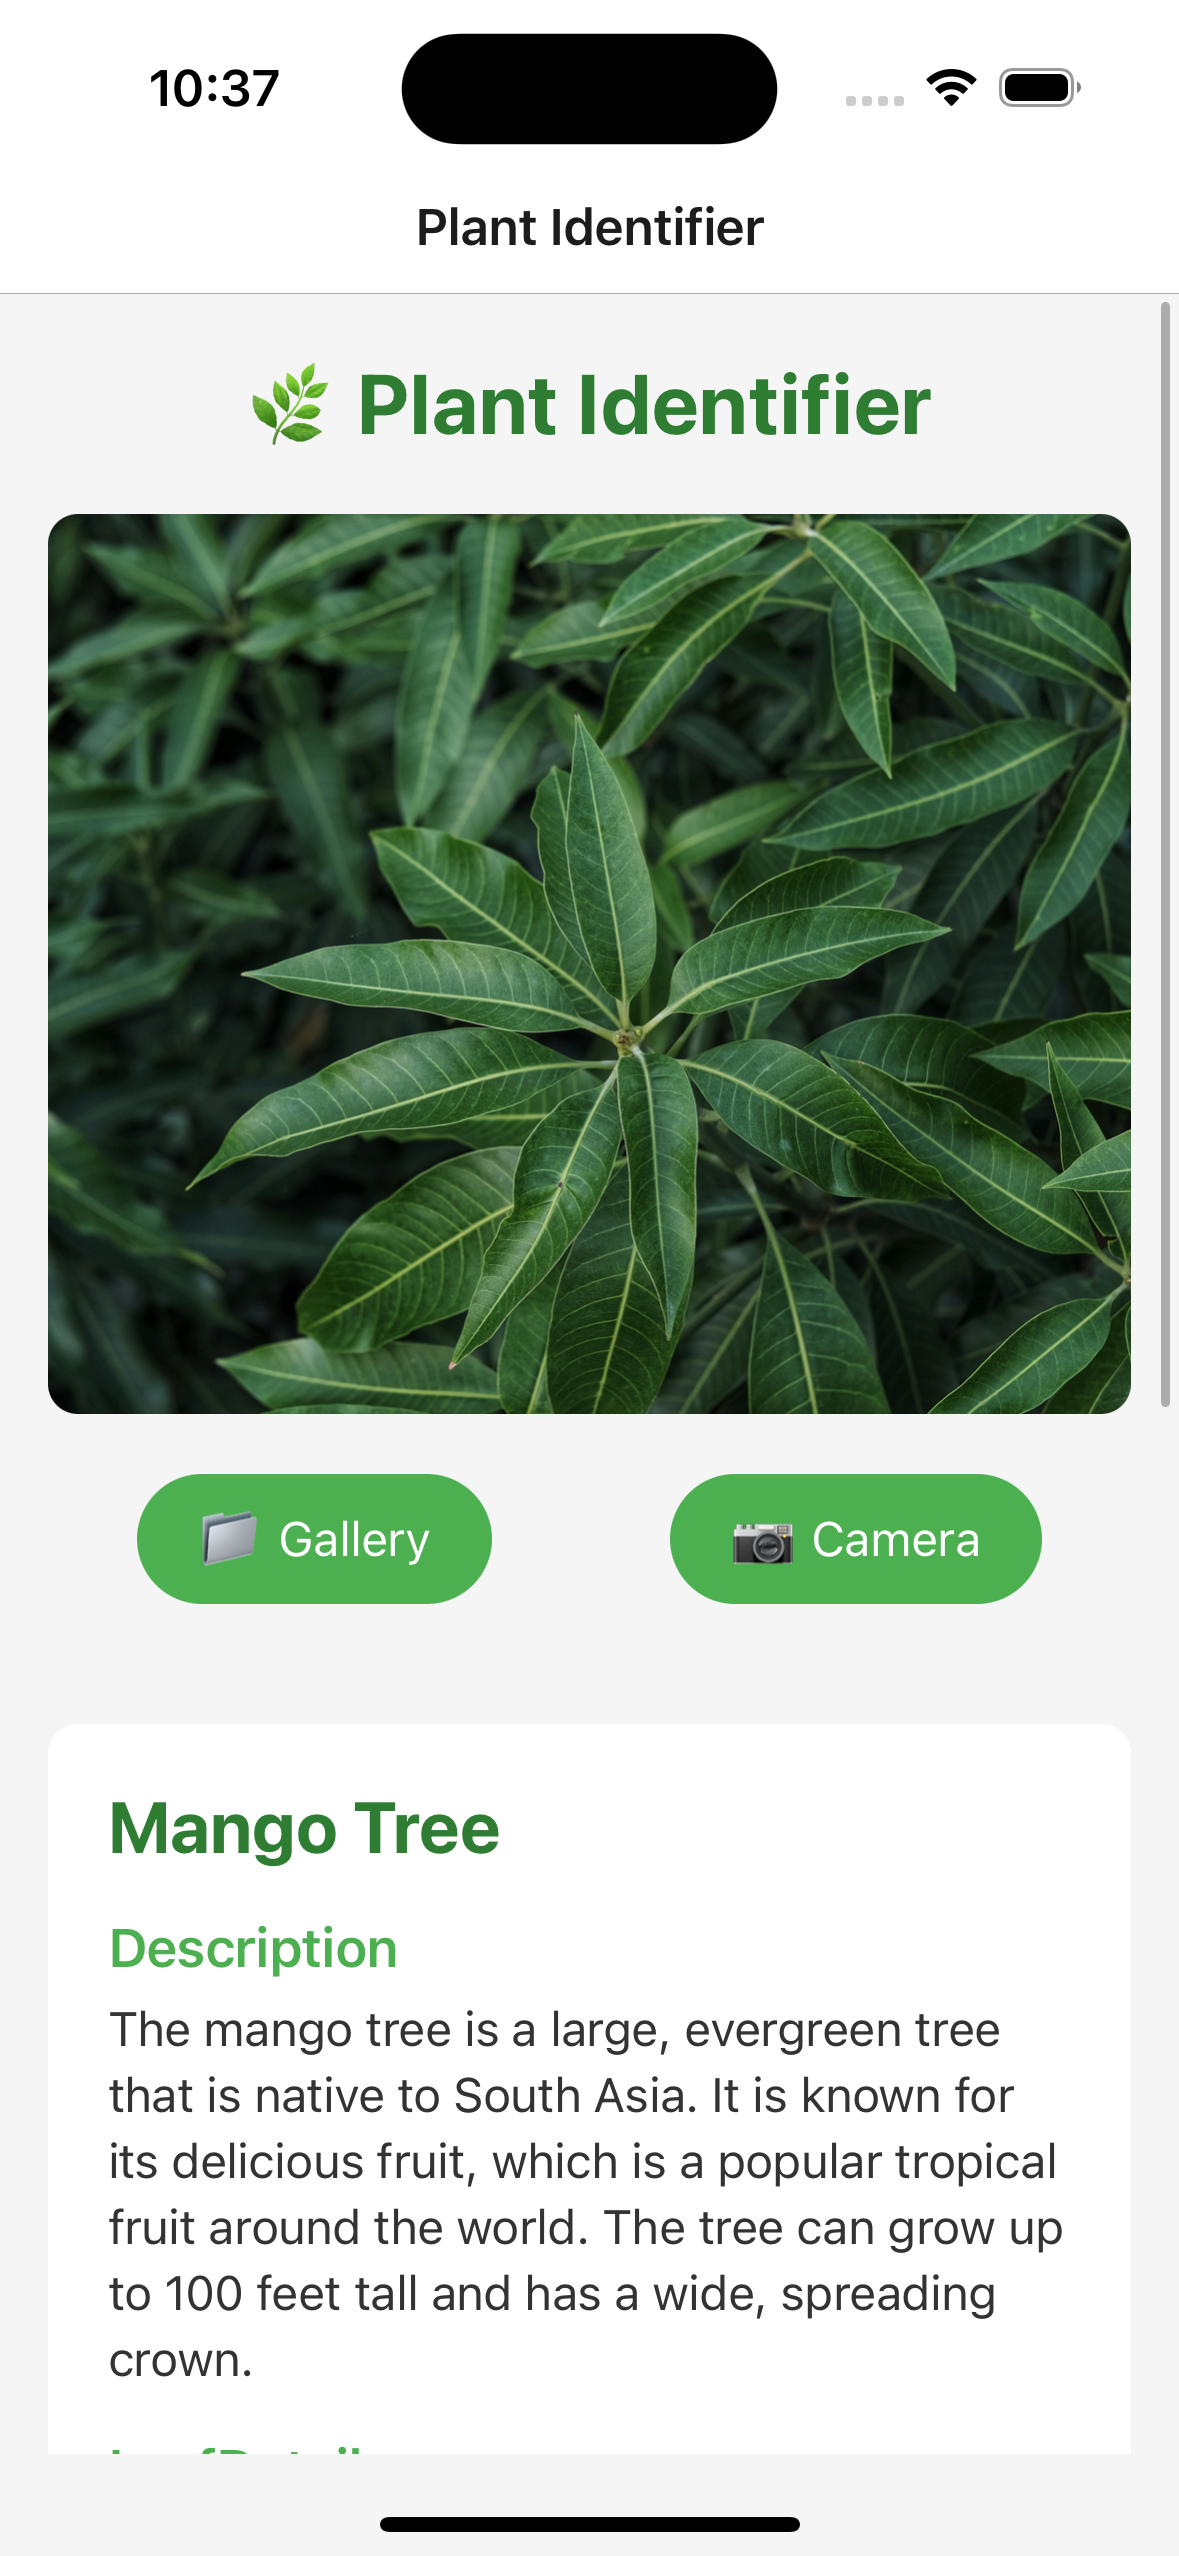 10:37
Plant Identifier
Plant Identifier
Gallery
Camera
Mango Tree
Description
The mango tree is a large, evergreen tree
that is native to South Asia. It is known for
its delicious fruit, which is a popular tropical
fruit around the world. The tree can grow up
to 100 feet tall and has a wide, spreading
crown.